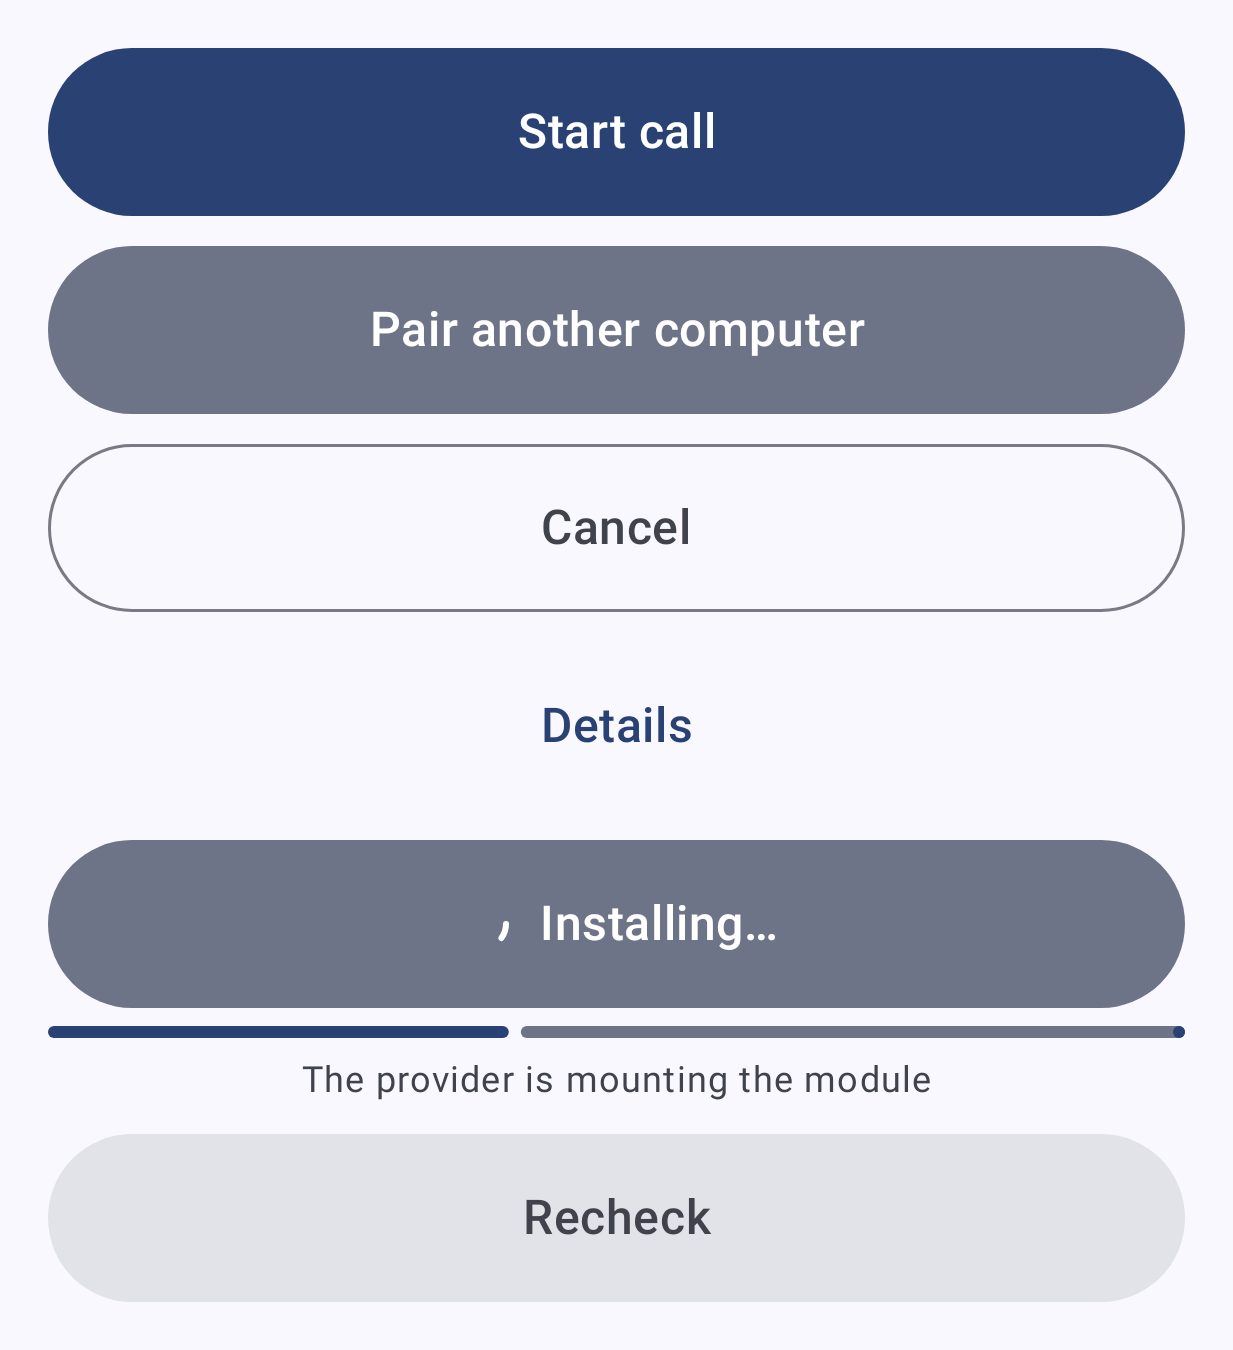 Start call
Pair another computer
Cancel
Details
Installing…
The provider is mounting the module
Recheck